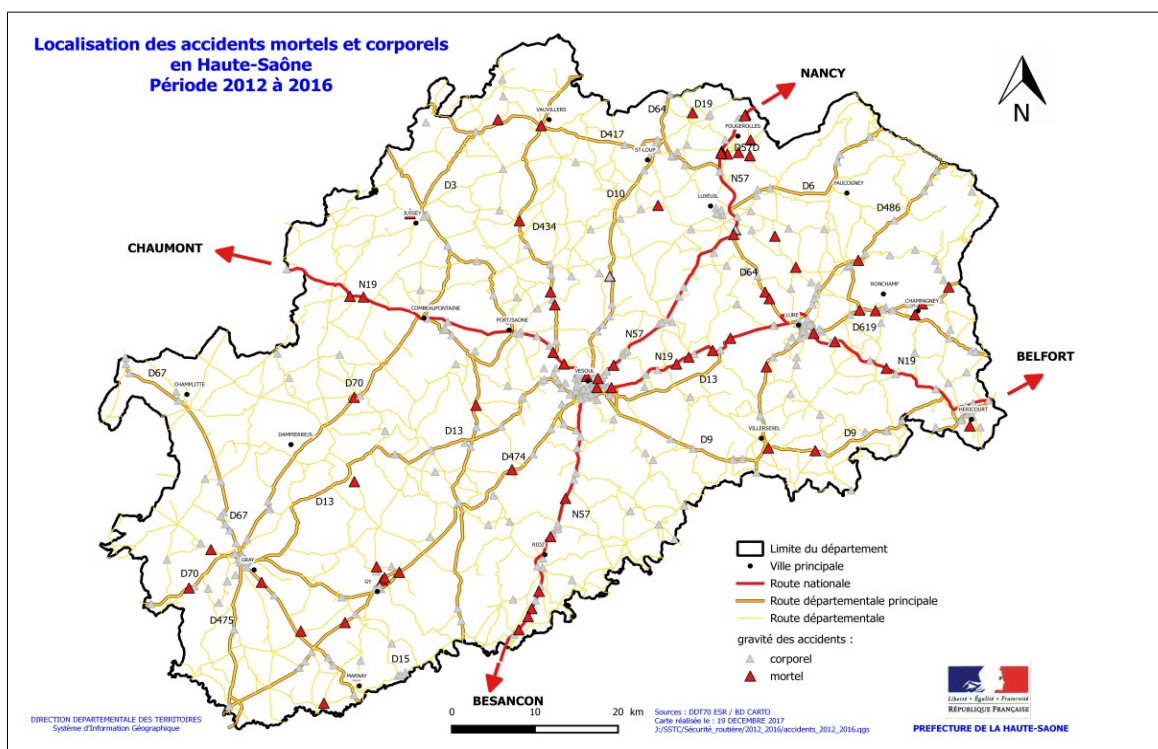 Localisation des accidents mortels et corporels
en Haute-Saône
Période 2012 à 2016
NANCY
N
D19
D64
FOUGEROLLES
VAUVILLERS
D417
D57D
ST-LOUP
N57
D3
D10
D6
FAUCOGNEY
LUXEUIL
D486
JUSSEY
D434
CHAUMONT
D64
N19
RONCHAMP
CHAMPAGNEY
COMBEAUFONTAINE
PORT/SAONE
LURE
D619
N57
N19
N19
BELFORT
D67
VESOUL
D13
CHAMPLITTE
D70
HERICOURT
D13
VILLERSEXEL
D9
DAMPIERRE/S.
D9
D474
D13
D67
N57
RIOZ
GRAY
D70
GY
D475
D15
MARNAY
BESANCON
Limite du département
Ville principale
Route nationale
Route départementale principale
Route départementale
gravité des accidents :
corporel
mortel
Liberté • Égalité • Fraternité
RÉPUBLIQUE FRANÇAISE
PREFECTURE DE LA HAUTE-SAONE
0 10 20 km
Sources : DDT70 ESR / BD CARTO
Carte réalisée le : 19 DECEMBRE 2017
J:/SSTC/Sécurité_routière/2012_2016/accidents_2012_2016.qgs
DIRECTION DEPARTEMENTALE DES TERRITOIRES
Système d'Information Géographique